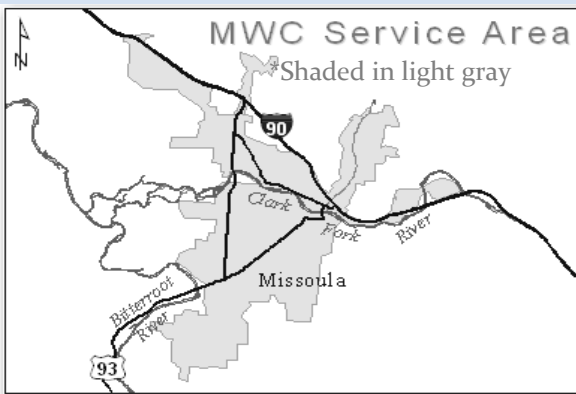 MWC Service Area
*Shaded in light gray
N
90
Clark
Fork
River
Missoula
Bitterroot
River
93